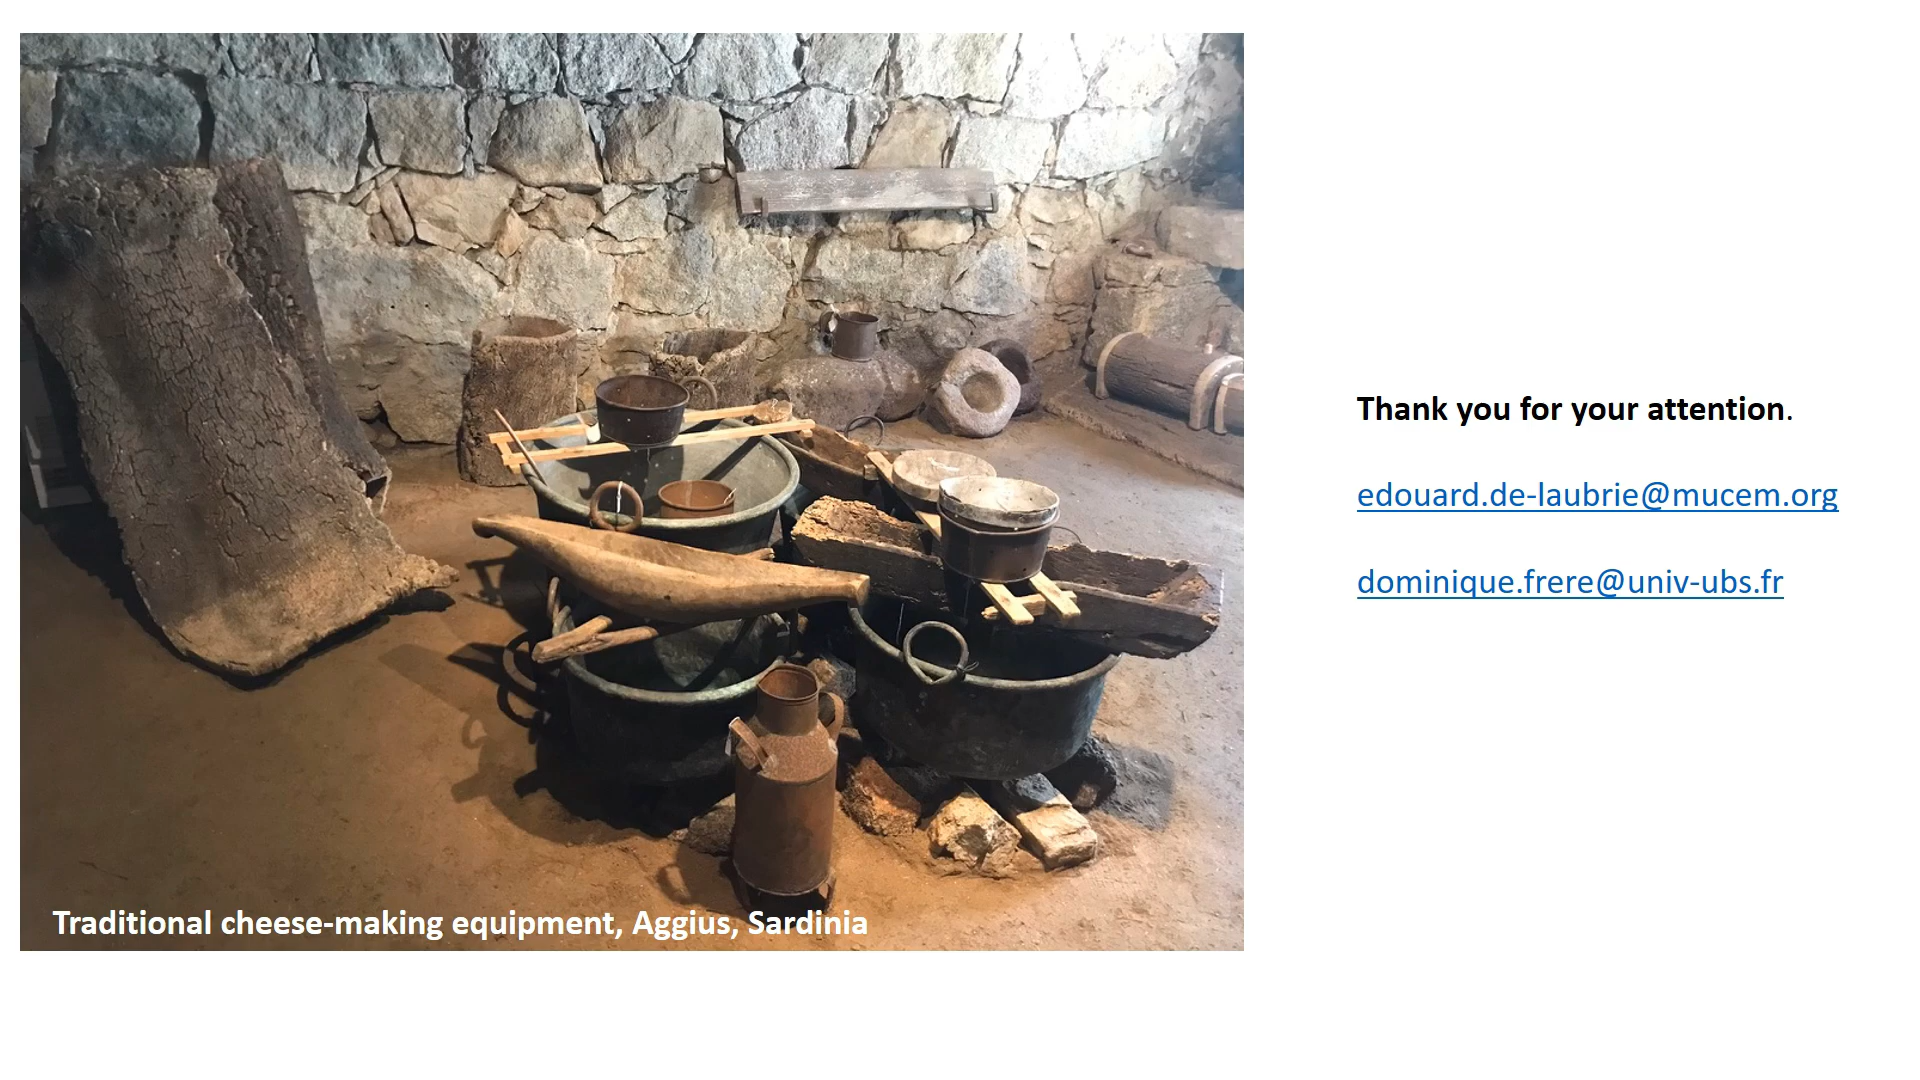 Thank you for your attention.
edouard.de-laubrie@mucem.org
dominique.frere@univ-ubs.fr
Traditional cheese-making equipment, Aggius, Sardinia